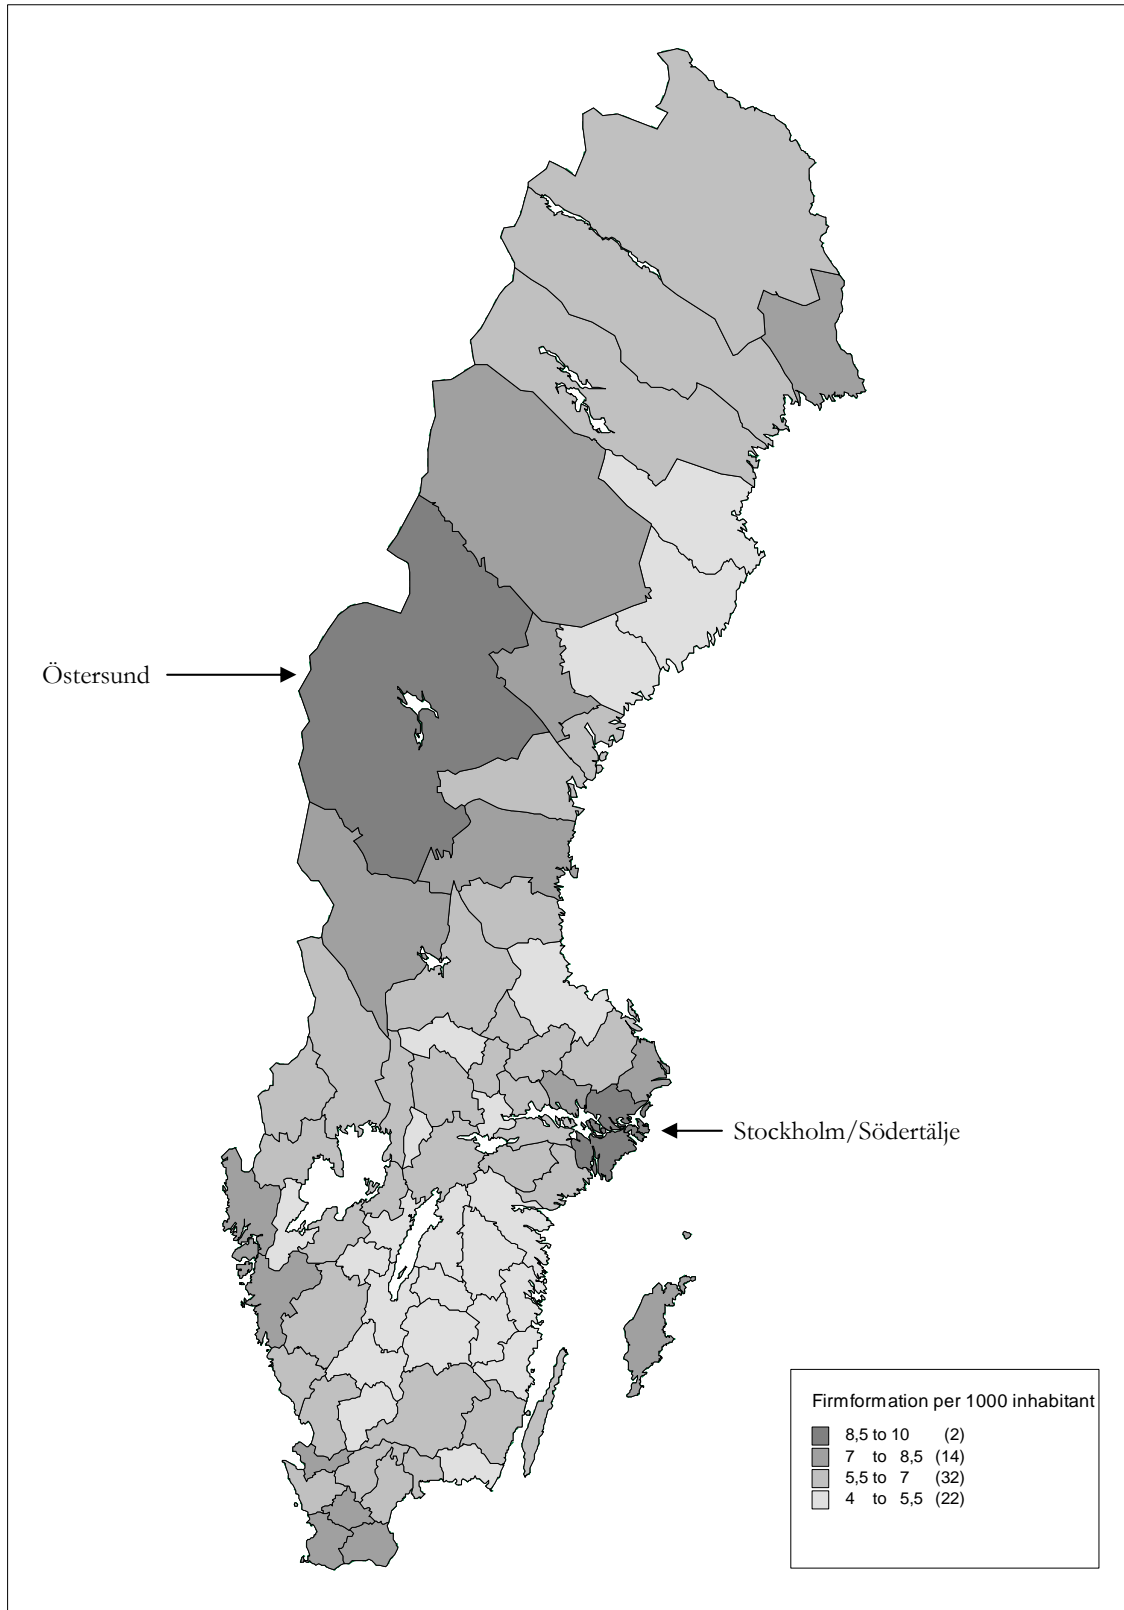 Östersund
Stockholm/Södertälje
Firmformation per 1000 inhabitant
8,5 to 10 (2)
7 to 8,5 (14)
5,5 to 7 (32)
4 to 5,5 (22)